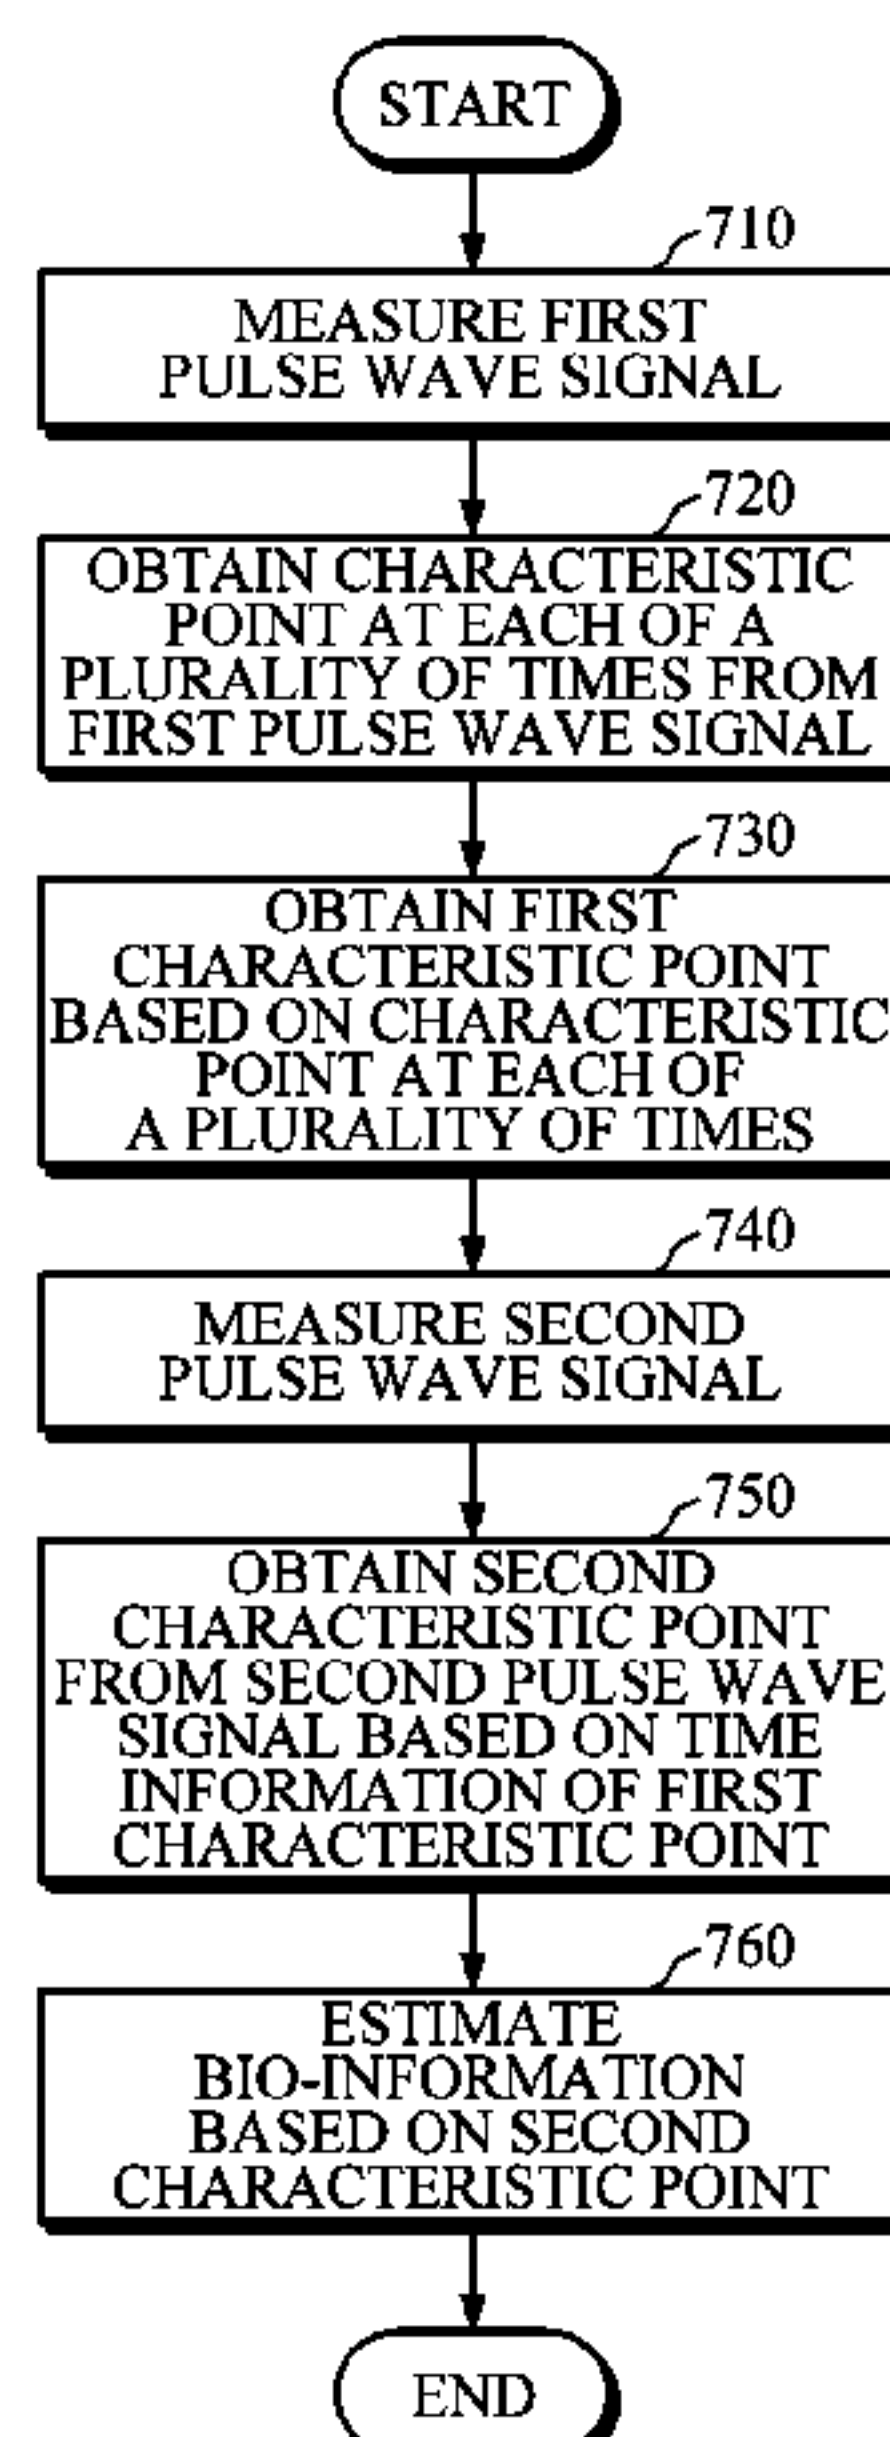 START
710
MEASURE FIRST
PULSE WAVE SIGNAL
720
OBTAIN CHARACTERISTIC
POINT AT EACH OF A
PLURALITY OF TIMES FROM
FIRST PULSE WAVE SIGNAL
730
OBTAIN FIRST
CHARACTERISTIC POINT
BASED ON CHARACTERISTIC
POINT AT EACH OF
A PLURALITY OF TIMES
740
MEASURE SECOND
PULSE WAVE SIGNAL
750
OBTAIN SECOND
CHARACTERISTIC POINT
FROM SECOND PULSE WAVE
SIGNAL BASED ON TIME
INFORMATION OF FIRST
CHARACTERISTIC POINT
760
ESTIMATE
BIO-INFORMATION
BASED ON SECOND
CHARACTERISTIC POINT
END